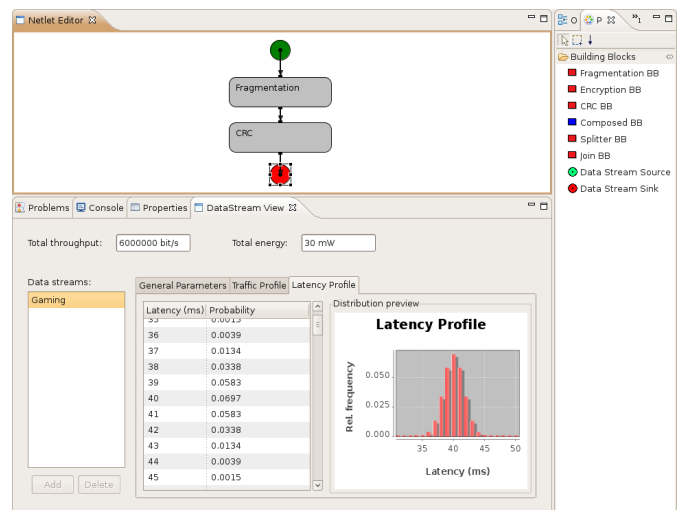 Netlet Editor
Fragmentation
CRC
O P »1
Building Blocks
Fragmentation BB
Encryption BB
CRC BB
Composed BB
Splitter BB
Join BB
Data Stream Source
Data Stream Sink
Problems Console Properties DataStream View
Total throughput: 6000000 bit/s Total energy: 30 mW
Data streams:
Gaming
Add Delete
General Parameters Traffic Profile Latency Profile
Latency (ms) Probability
35 0.0015
36 0.0039
37 0.0134
38 0.0338
39 0.0583
40 0.0697
41 0.0583
42 0.0338
43 0.0134
44 0.0039
45 0.0015
Distribution preview
Latency Profile
Rel. frequency
0.050
0.025
0.000
35 40 45 50
Latency (ms)